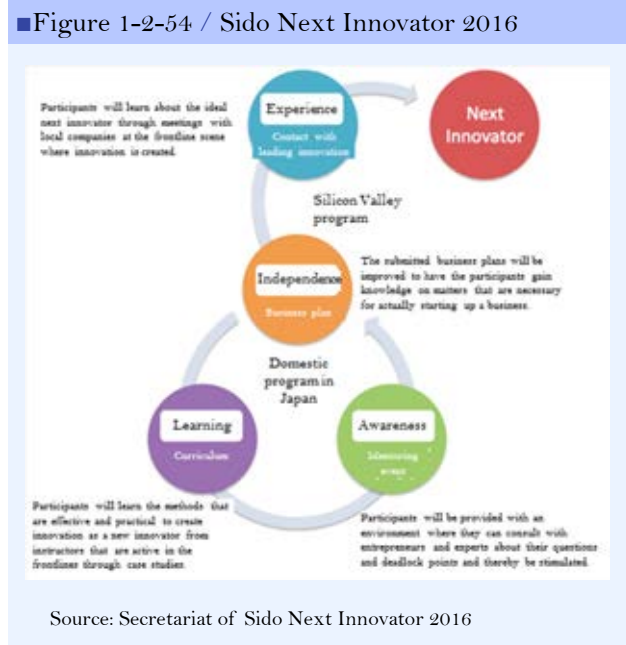 ■Figure 1-2-54 / Sido Next Innovator 2016
Participants will learn about the ideal
next innovator through meetings with
local companies at the frontline scene
where innovation is created.
Experience
Contact with
leading innovation
Next
Innovator
Silicon Valley
program
Independence
Business plan
The submitted business plans will be
improved to have the participants gain
knowledge on matters that are necessary
for actually starting up a business.
Domestic
program in
Japan
Learning
Curriculum
Awareness
Mentoring
event
Participants will learn the methods that
are effective and practical to create
innovation as a new innovator from
instructors that are active in the
frontlines through case studies.
Participants will be provided with an
environment where they can consult with
entrepreneurs and experts about their questions
and deadlock points and thereby be stimulated.
Source: Secretariat of Sido Next Innovator 2016